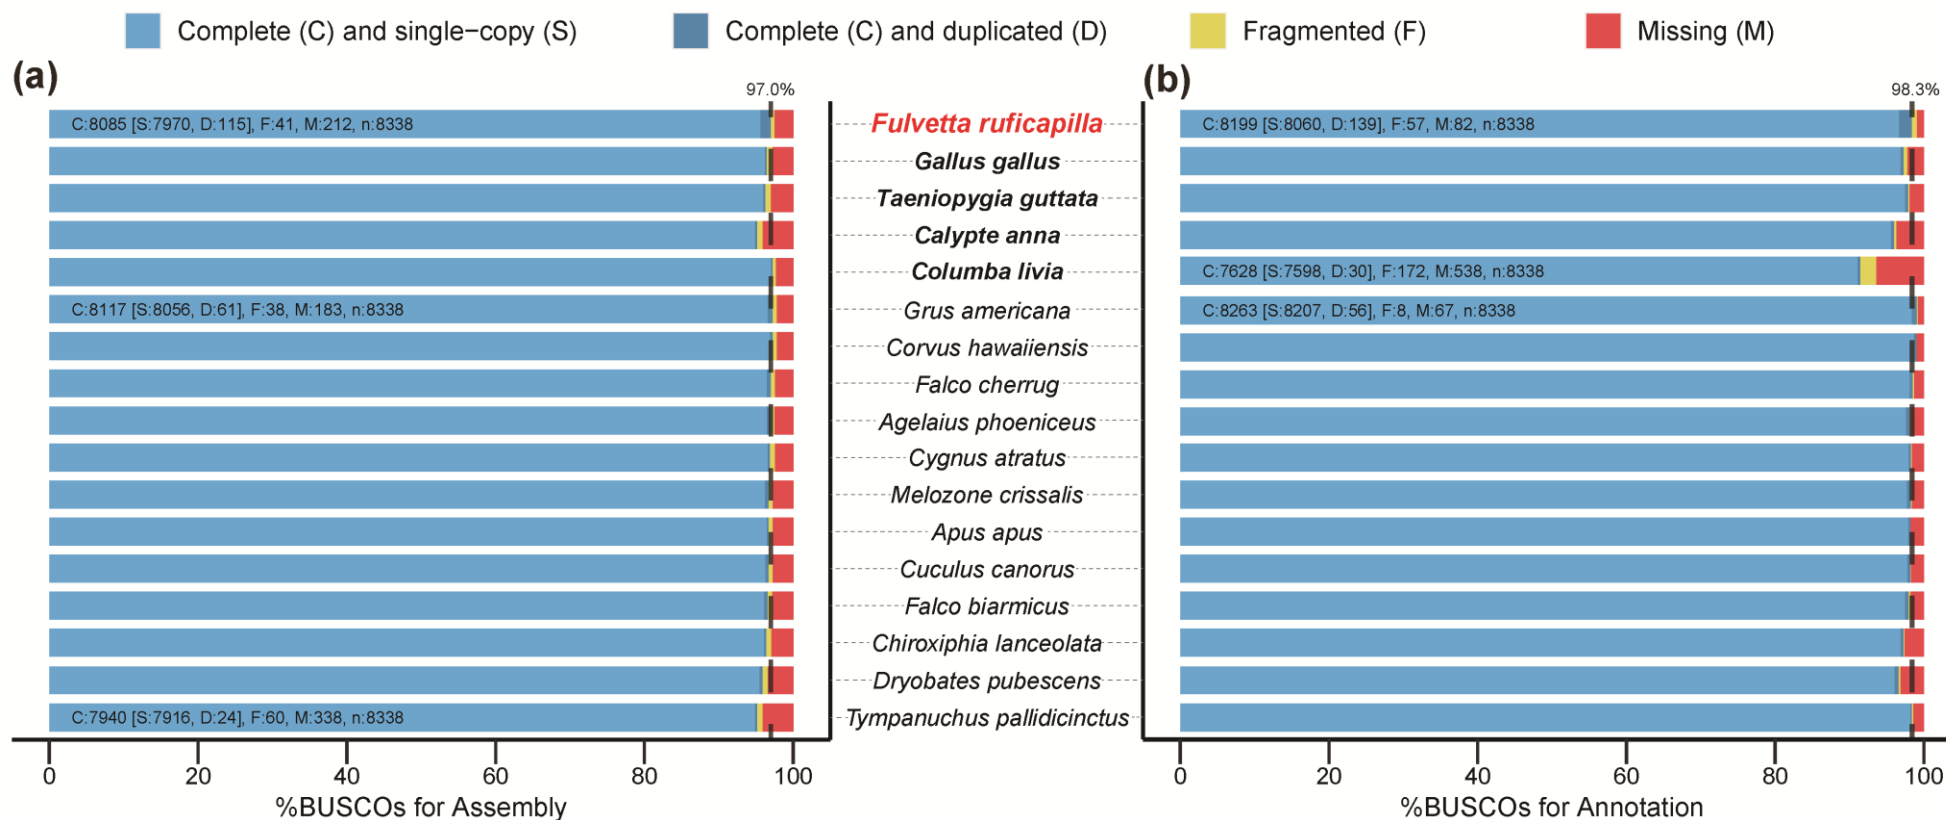 Complete (C) and single−copy (S) Complete (C) and duplicated (D) Fragmented (F) Missing (M)
(a) (b)
97.0% 98.3%
C:8085 [S:7970, D:115], F:41, M:212, n:8338 Fulvetta ruficapilla C:8199 [S:8060, D:139], F:57, M:82, n:8338
Gallus gallus
Taeniopygia guttata
Calypte anna
Columba livia C:7628 [S:7598, D:30], F:172, M:538, n:8338
C:8117 [S:8056, D:61], F:38, M:183, n:8338 Grus americana C:8263 [S:8207, D:56], F:8, M:67, n:8338
Corvus hawaiiensis
Falco cherrug
Agelaius phoeniceus
Cygnus atratus
Melozone crissalis
Apus apus
Cuculus canorus
Falco biarmicus
Chiroxiphia lanceolata
Dryobates pubescens
C:7940 [S:7916, D:24], F:60, M:338, n:8338 Tympanuchus pallidicinctus
0 20 40 60 80 100 0 20 40 60 80 100
%BUSCOs for Assembly %BUSCOs for Annotation